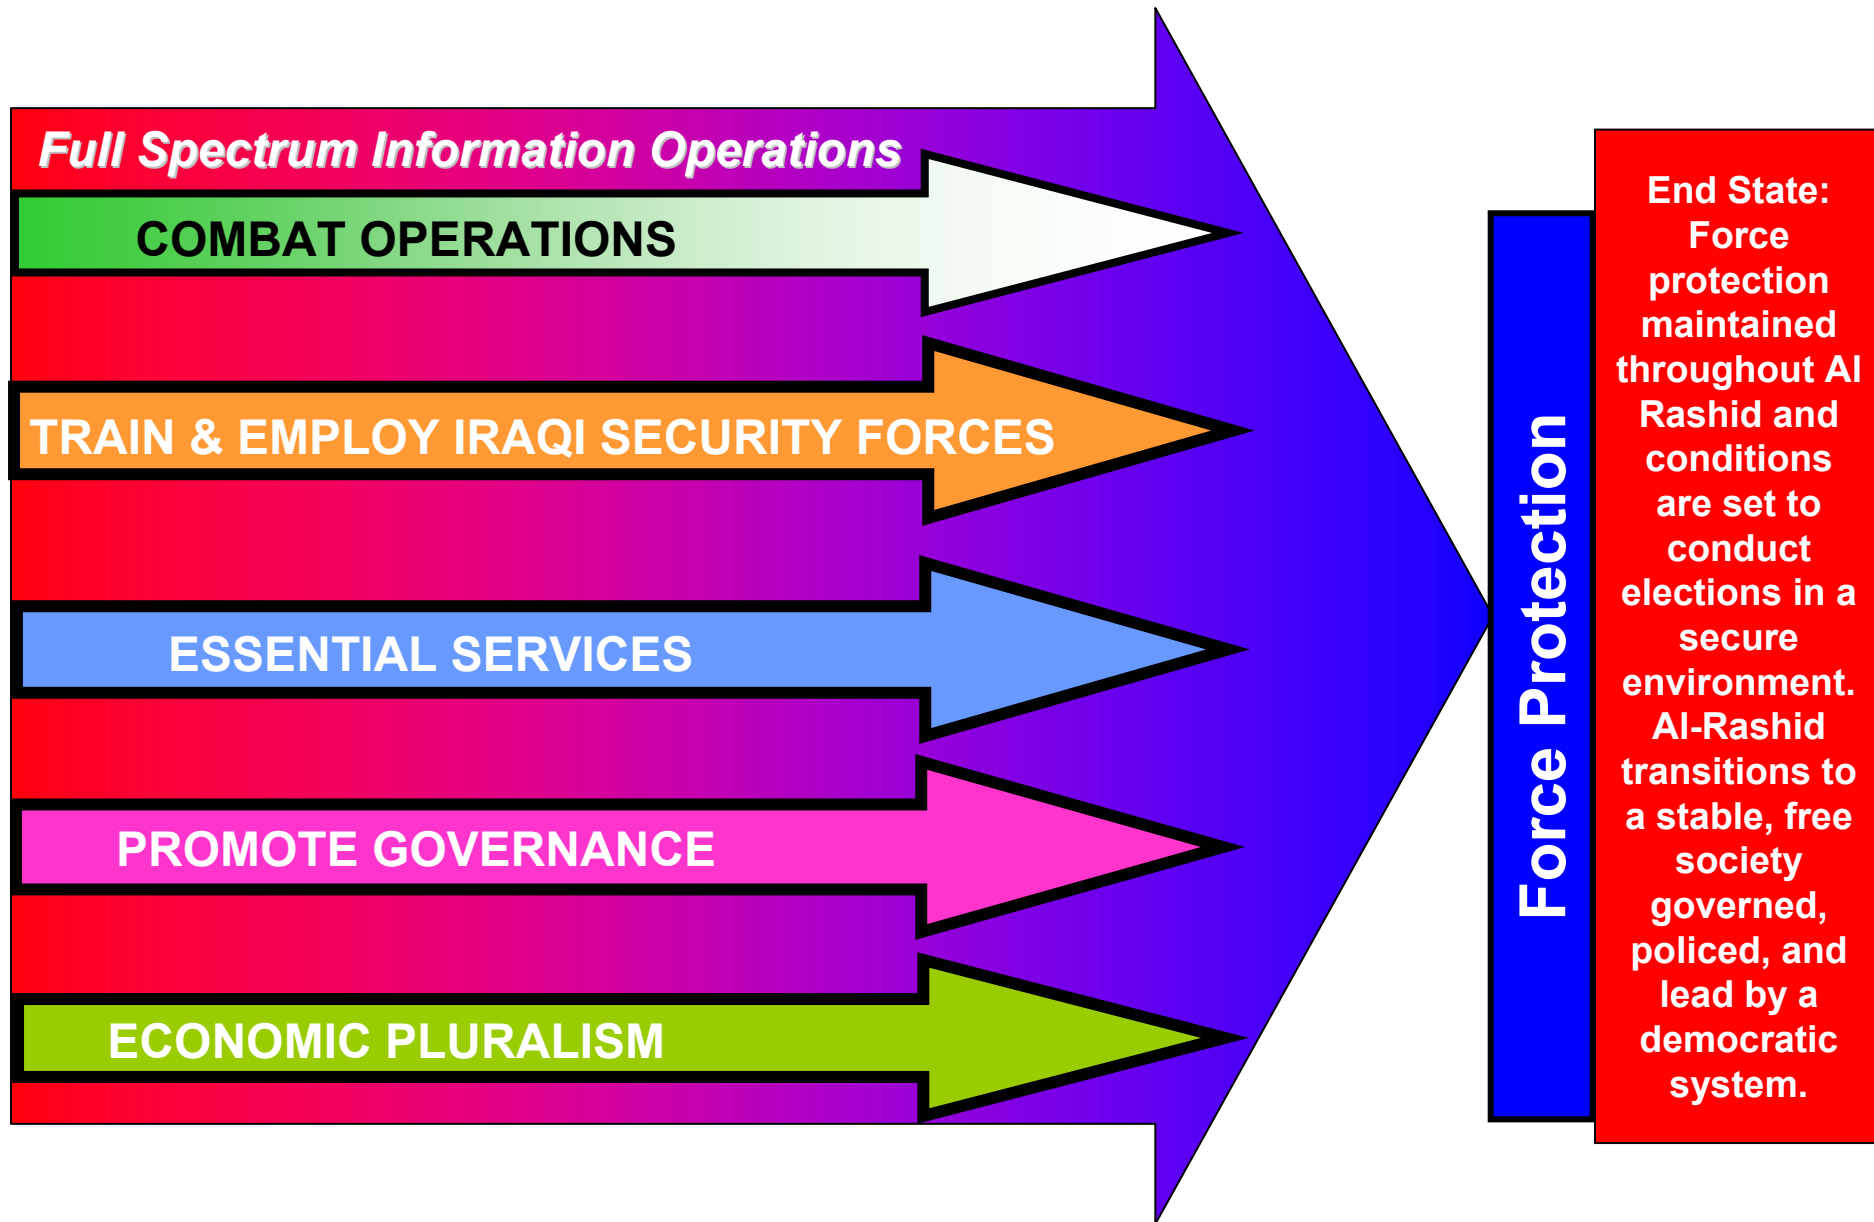 Full Spectrum Information Operations
COMBAT OPERATIONS
TRAIN & EMPLOY IRAQI SECURITY FORCES
ESSENTIAL SERVICES
PROMOTE GOVERNANCE
ECONOMIC PLURALISM
Force Protection
End State:
Force
protection
maintained
throughout Al
Rashid and
conditions
are set to
conduct
elections in a
secure
environment.
Al-Rashid
transitions to
a stable, free
society
governed,
policed, and
lead by a
democratic
system.